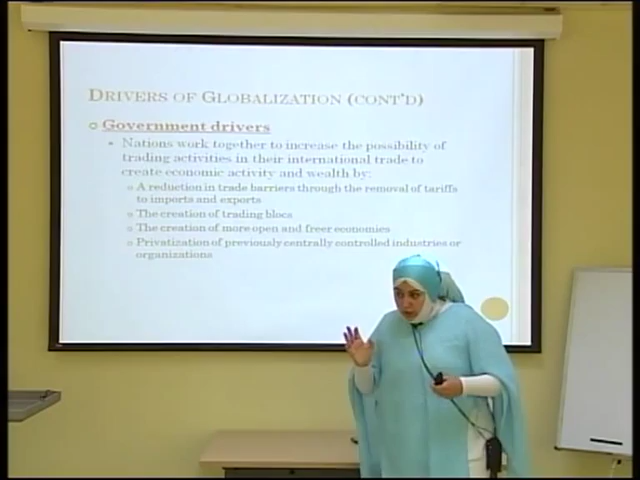 DRIVERS OF GLOBALIZATION (CONT'D)
Government drivers
Nations work together to increase the possibility of
trading activities in their international trade to
create economic activity and wealth by:
A reduction in trade barriers through the removal of tariffs
to imports and exports
The creation of trading blocs
The creation of more open and freer economies
Privatization of previously centrally controlled industries or
organizations